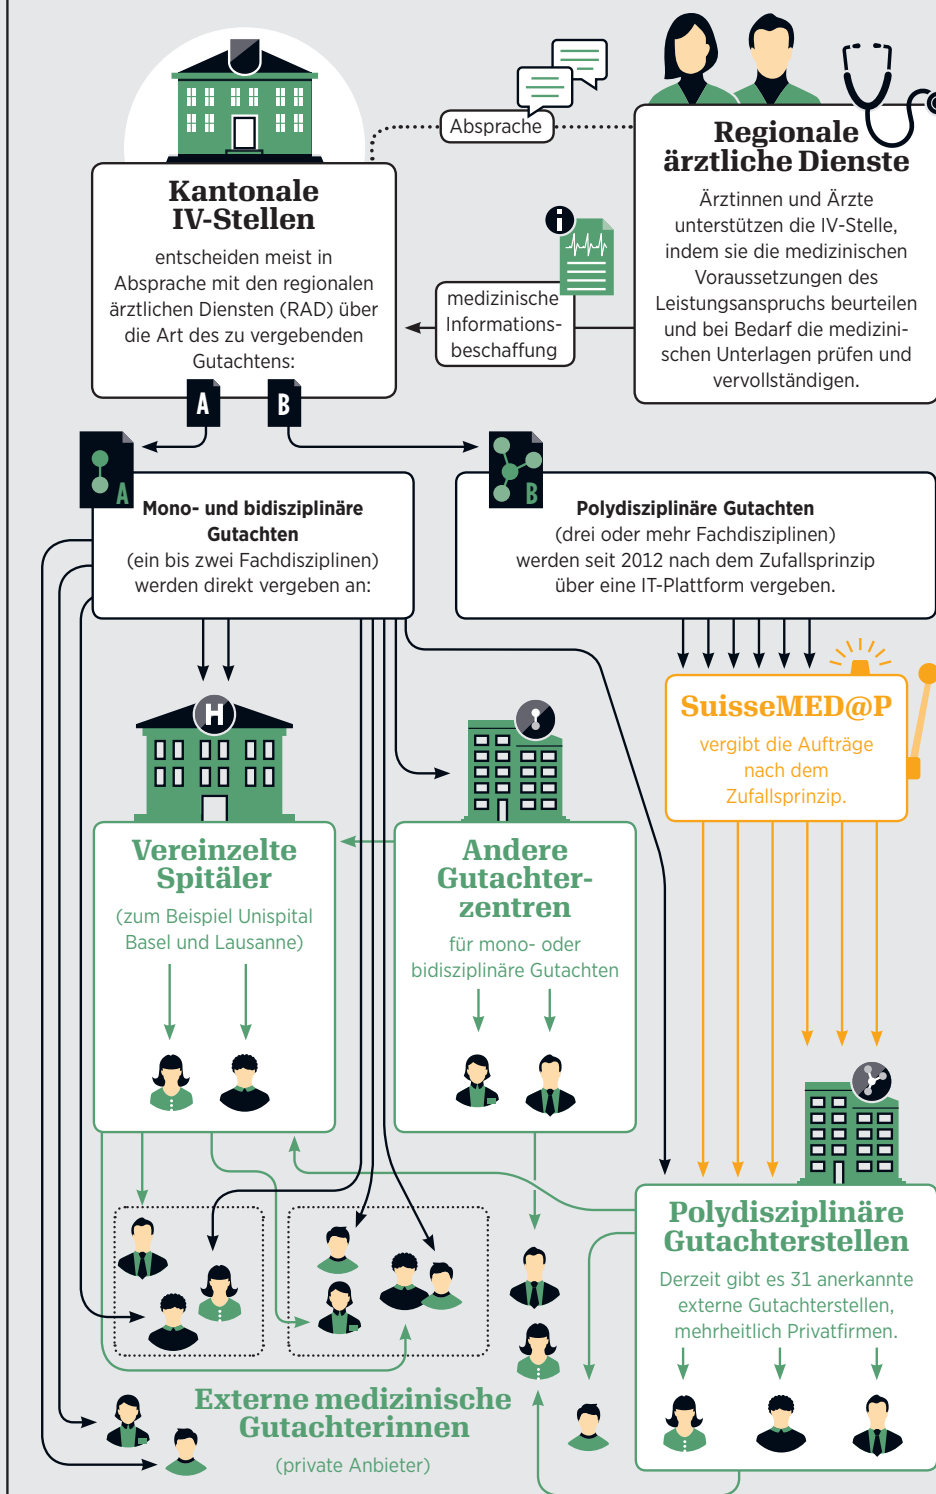 Absprache
Regionale
ärztliche Dienste
Ärztinnen und Ärzte
unterstützen die IV-Stelle,
indem sie die medizinischen
Voraussetzungen des
Leistungsanspruchs beurteilen
und bei Bedarf die medizini-
schen Unterlagen prüfen und
vervollständigen.
Kantonale
IV-Stellen
entscheiden meist in
Absprache mit den regionalen
ärztlichen Diensten (RAD) über
die Art des zu vergebenden
Gutachtens:
i
medizinische
Informations-
beschaffung
A
B
A
Mono- und bidisziplinäre
Gutachten
(ein bis zwei Fachdisziplinen)
werden direkt vergeben an:
B
Polydisziplinäre Gutachten
(drei oder mehr Fachdisziplinen)
werden seit 2012 nach dem Zufallsprinzip
über eine IT-Plattform vergeben.
SuisseMED@P
vergibt die Aufträge
nach dem
Zufallsprinzip.
H
Vereinzelte
Spitäler
(zum Beispiel Unispital
Basel und Lausanne)
Andere
Gutachter-
zentren
für mono- oder
bidisziplinäre Gutachten
Polydisziplinäre
Gutachterstellen
Derzeit gibt es 31 anerkannte
externe Gutachterstellen,
mehrheitlich Privatfirmen.
Externe medizinische
Gutachterinnen
(private Anbieter)